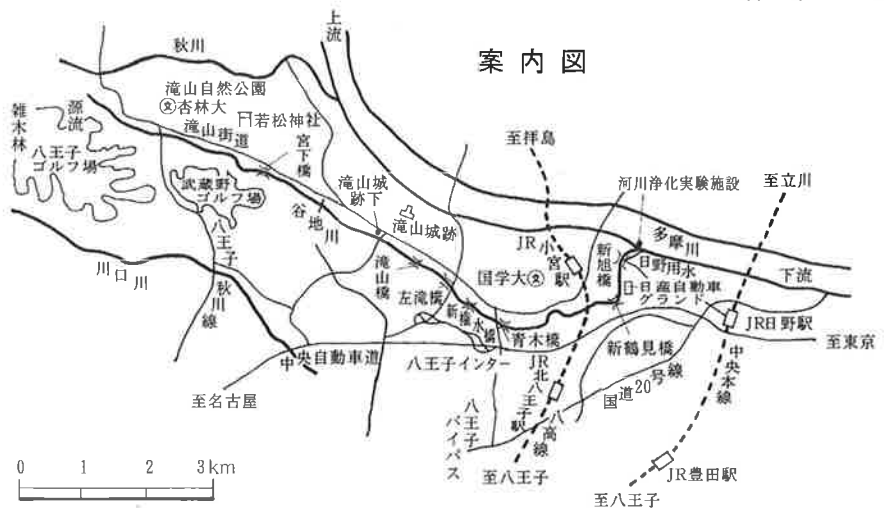 案内図
上流
秋川
滝山自然公園
文杏林大
若松神社
滝山街道
宮下橋
源流
雑木林
八王子
ゴルフ場
武蔵野
ゴルフ場
谷地川
滝山城
跡下
滝山城跡
至拝島
河川浄化実験施設
至立川
多摩川
JR小宮駅
新旭橋
日野用水
下流
国学大文
日産自動車
グランド
八王子
秋川線
川口川
滝山橋
左滝橋
青木橋
新鶴見橋
JR日野駅
至東京
中央自動車道
八王子インター
至名古屋
JR北八王子駅
八高線
国道20号線
中央本線
八王子
バイパス
至八王子
JR豊田駅
至八王子
0 1 2 3km